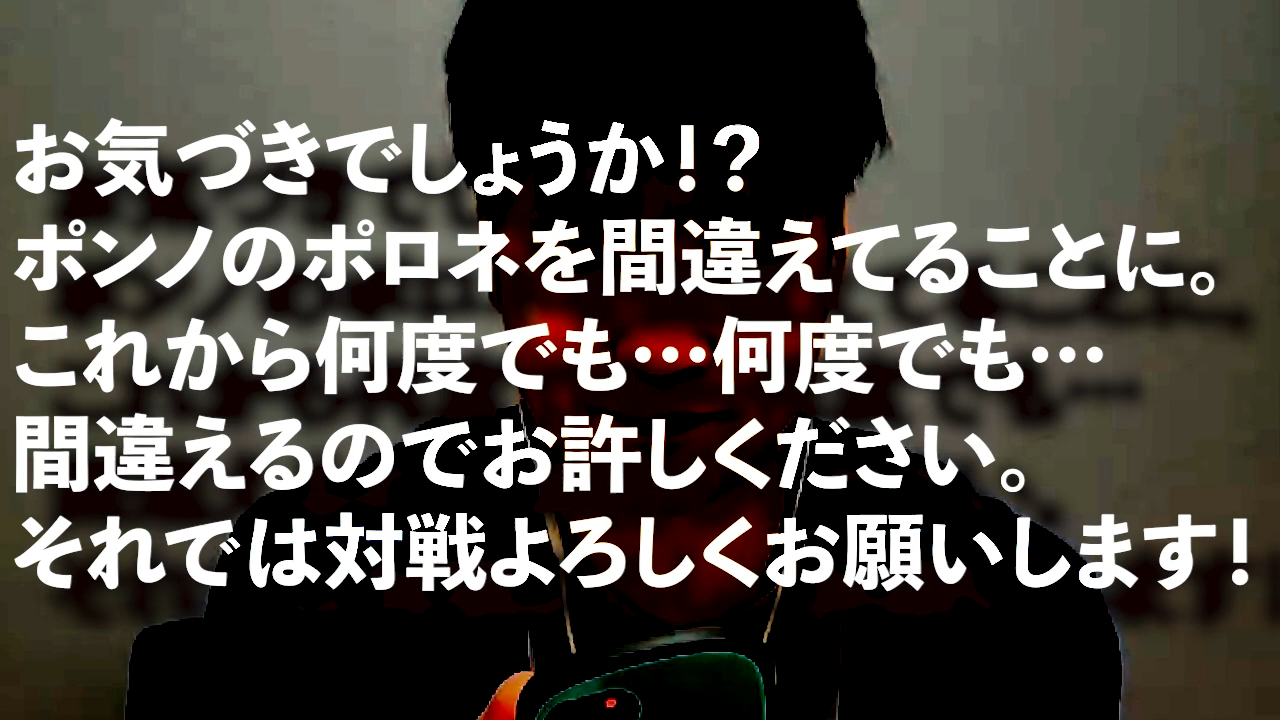 お気づきでしょうか！？
ポンノのポロネを間違えてることに。
これから何度でも…何度でも…
間違えるのでお許しください。
それでは対戦よろしくお願いします！